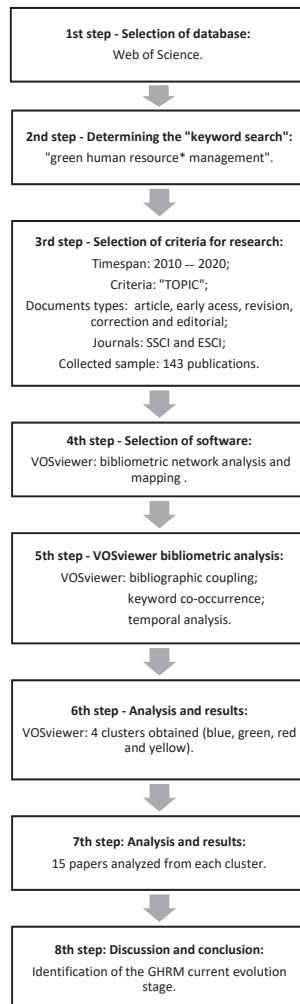 1st step - Selection of database:
Web of Science.
2nd step - Determining the "keyword search":
"green human resource* management".
3rd step - Selection of criteria for research:
Timespan: 2010 -- 2020;
Criteria: "TOPIC";
Documents types: article, early acess, revision,
correction and editorial;
Journals: SSCI and ESCI;
Collected sample: 143 publications.
4th step - Selection of software:
VOSviewer: bibliometric network analysis and
mapping .
5th step - VOSviewer bibliometric analysis:
VOSviewer: bibliographic coupling;
keyword co-occurrence;
temporal analysis.
6th step - Analysis and results:
VOSviewer: 4 clusters obtained (blue, green, red
and yellow).
7th step: Analysis and results:
15 papers analyzed from each cluster.
8th step: Discussion and conclusion:
Identification of the GHRM current evolution
stage.